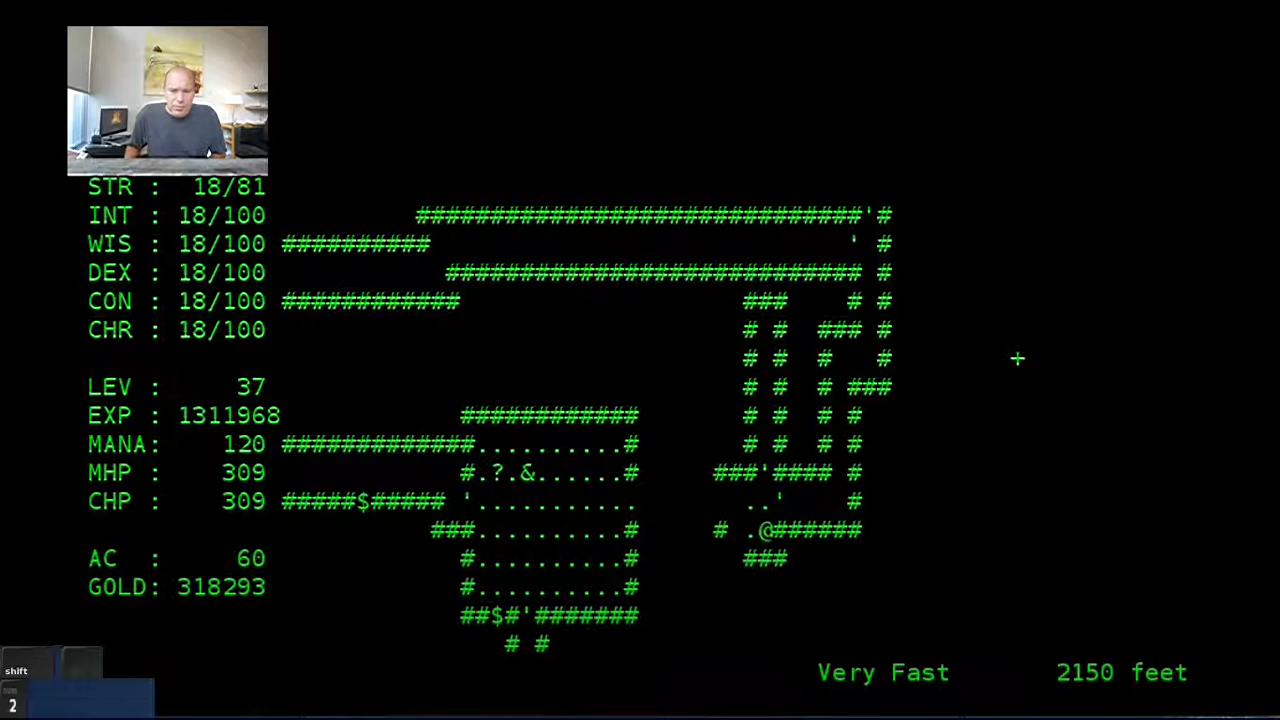 STR :  18/81
INT : 18/100         ##############################'#
WIS : 18/100 ##########                            ' #
DEX : 18/100           ############################ #
CON : 18/100 ############                   ###    # #
CHR : 18/100                                # #  ### #
                                            # #  #   #           +
LEV :     37                                # #  # ###
EXP : 1311968            ############       # #  # #
MANA:    120 #############..........#       # #  # #
MHP :    309             #.?.&......#     ###'#### #
CHP :    309 #####$##### '...........       ..'    #
                       ###..........#     # .@######
AC  :     60             #..........#       ###
GOLD: 318293             #..........#
                         ##$#'#######
                            # #
shift
Very Fast       2150 feet
num
2